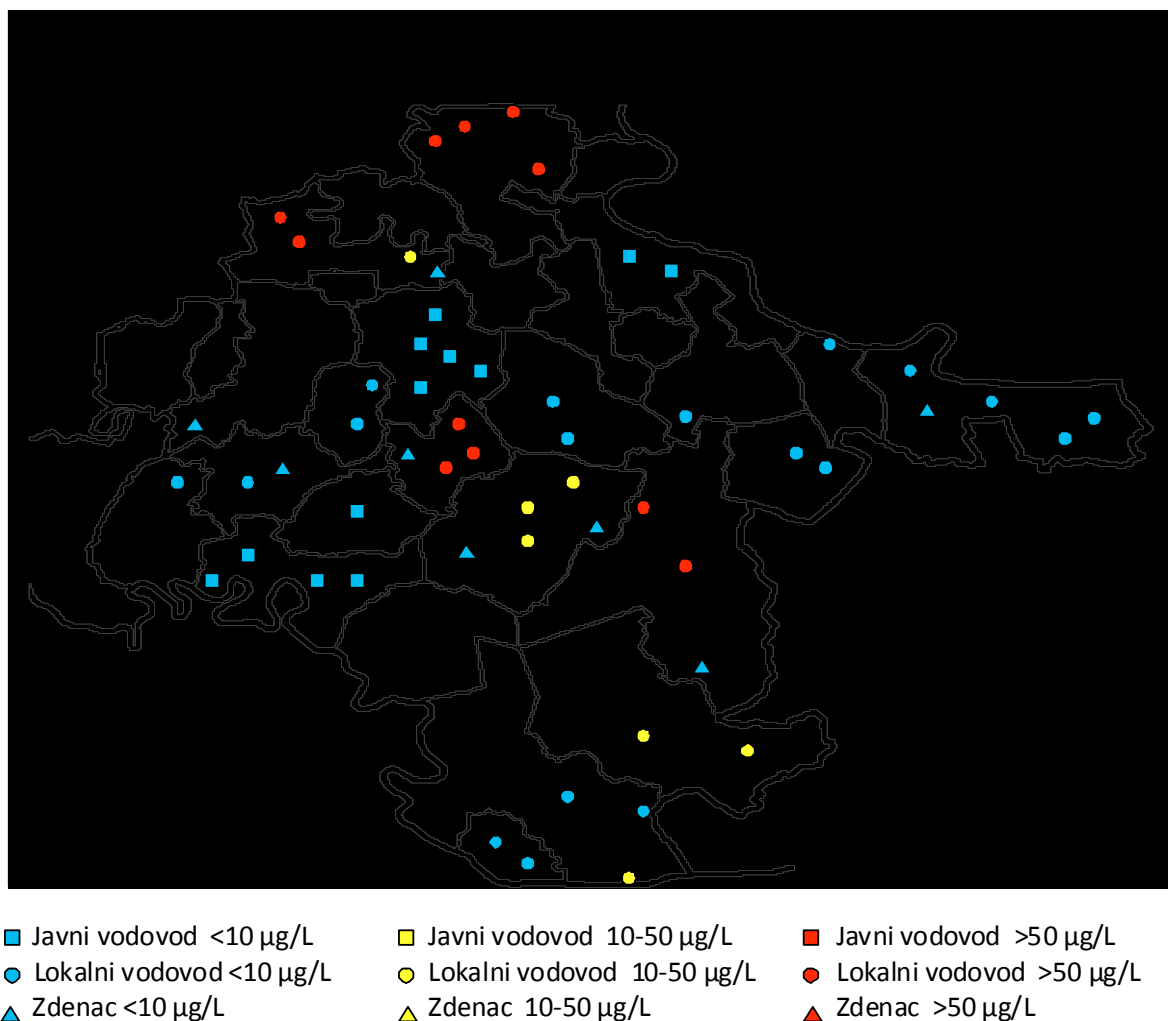 Javni vodovod <10 µg/L Javni vodovod 10-50 µg/L Javni vodovod >50 µg/L
Lokalni vodovod <10 µg/L Lokalni vodovod 10-50 µg/L Lokalni vodovod >50 µg/L
Zdenac <10 µg/L Zdenac 10-50 µg/L Zdenac >50 µg/L